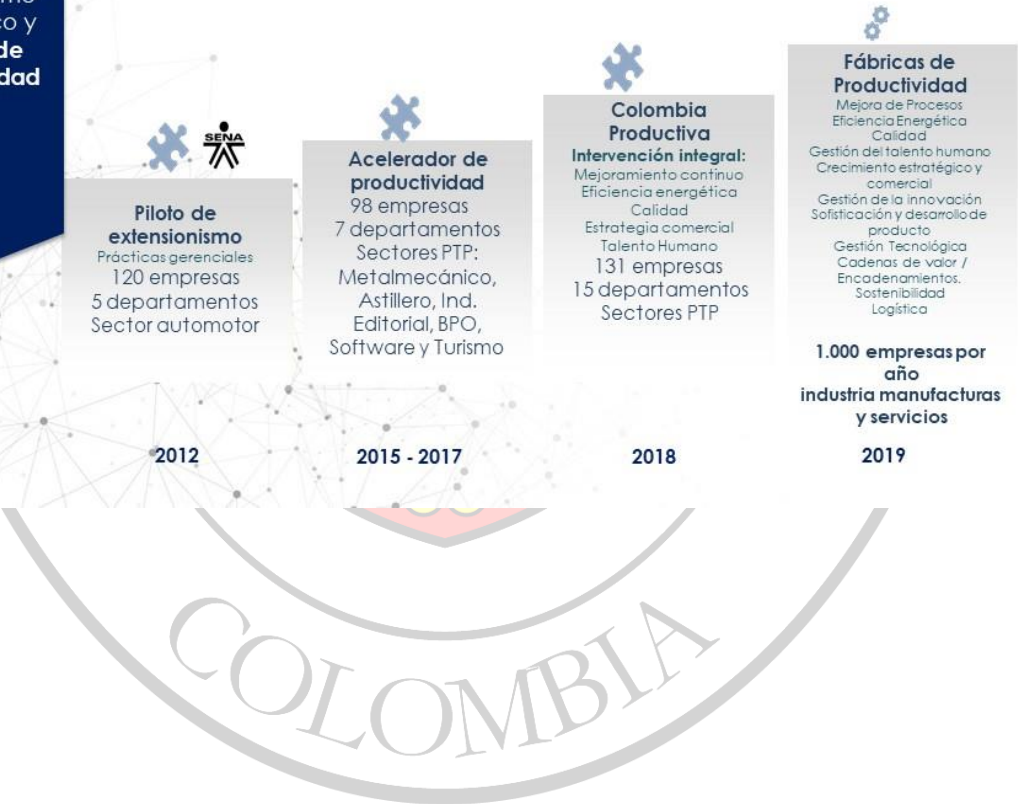 co y
de
dad
SENA
Piloto de
extensionismo
Prácticas gerenciales
120 empresas
5 departamentos
Sector automotor
2012
Acelerador de
productividad
98 empresas
7 departamentos
Sectores PTP:
Metalmecánico,
Astillero, Ind.
Editorial, BPO,
Software y Turismo
2015 - 2017
Colombia
Productiva
Intervención integral:
Mejoramiento continuo
Eficiencia energética
Calidad
Estrategia comercial
Talento Humano
131 empresas
15 departamentos
Sectores PTP
2018
Fábricas de
Productividad
Mejora de Procesos
Eficiencia Energética
Calidad
Gestión del talento humano
Crecimiento estratégico y
comercial
Gestión de la innovación
Sofisticación y desarrollo de
producto
Gestión Tecnológica
Cadenas de valor /
Encadenamientos.
Sostenibilidad
Logística
1.000 empresas por
año
industria manufacturas
y servicios
2019
COLOMBIA